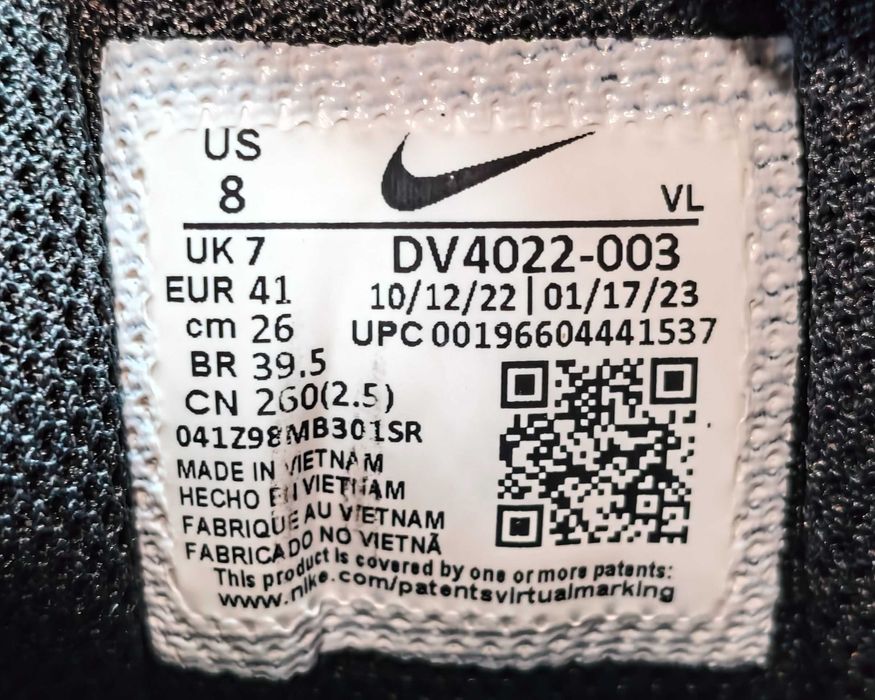 US
8
VL
UK 7
DV4022-003
EUR 41
10/12/22 | 01/17/23
cm 26
UPC 00196604441537
BR 39.5
CN 260(2.5)
041Z98MB301SR
MADE IN VIETNAM
HECHO EN VIETNAM
FABRIQUE AU VIETNAM
FABRICADO NO VIETNÃ
This product is covered by one or more patents:
www.nike.com/patentsvirtualmarking